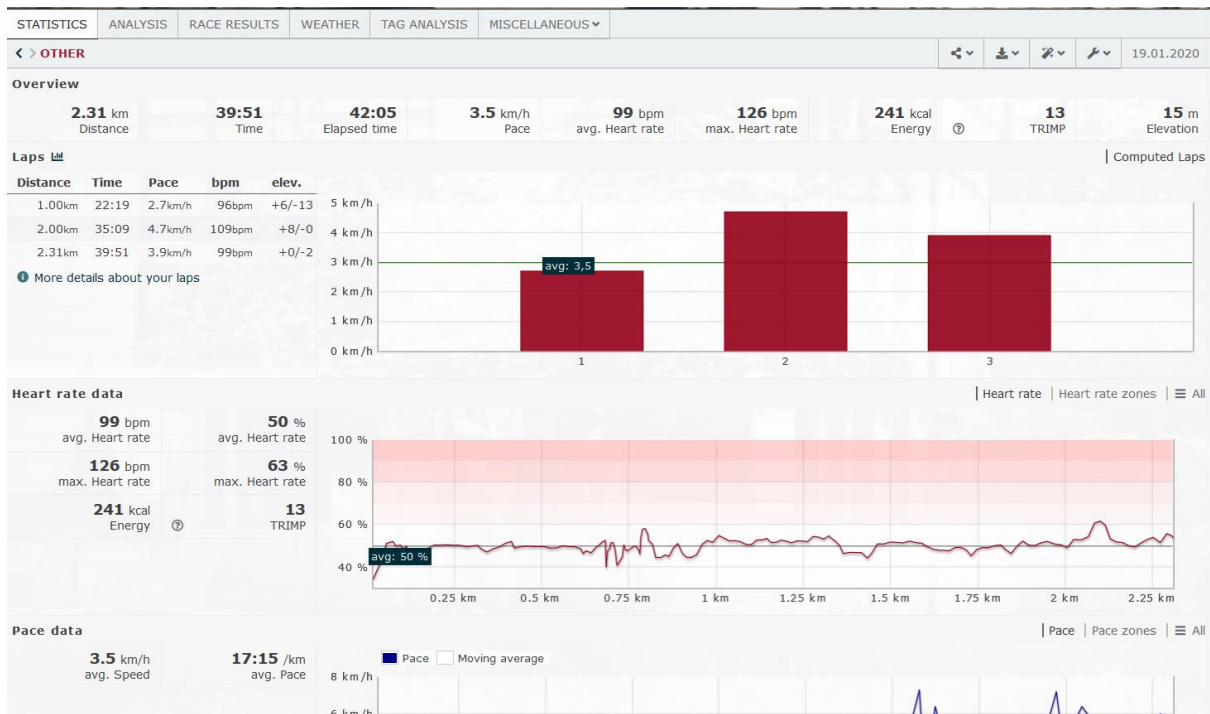 STATISTICS ANALYSIS RACE RESULTS WEATHER TAG ANALYSIS MISCELLANEOUS
< > OTHER 19.01.2020
Overview
2.31 km 39:51 42:05 3.5 km/h 99 bpm 126 bpm 241 kcal 13 15 m
Distance Time Elapsed time Pace avg. Heart rate max. Heart rate Energy ? TRIMP Elevation
Laps | Computed Laps
Distance Time Pace bpm elev.
1.00km 22:19 2.7km/h 96bpm +6/-13
2.00km 35:09 4.7km/h 109bpm +8/-0
2.31km 39:51 3.9km/h 99bpm +0/-2
More details about your laps
5 km/h
4 km/h
3 km/h
avg: 3,5
2 km/h
1 km/h
0 km/h
1 2 3
Heart rate data | Heart rate | Heart rate zones | All
99 bpm 50 %
avg. Heart rate avg. Heart rate
126 bpm 63 %
max. Heart rate max. Heart rate
241 kcal 13
Energy ? TRIMP
100 %
80 %
60 %
avg: 50 %
40 %
0.25 km 0.5 km 0.75 km 1 km 1.25 km 1.5 km 1.75 km 2 km 2.25 km
Pace data | Pace | Pace zones | All
3.5 km/h 17:15 /km
avg. Speed avg. Pace
Pace Moving average
8 km/h
6 km/h